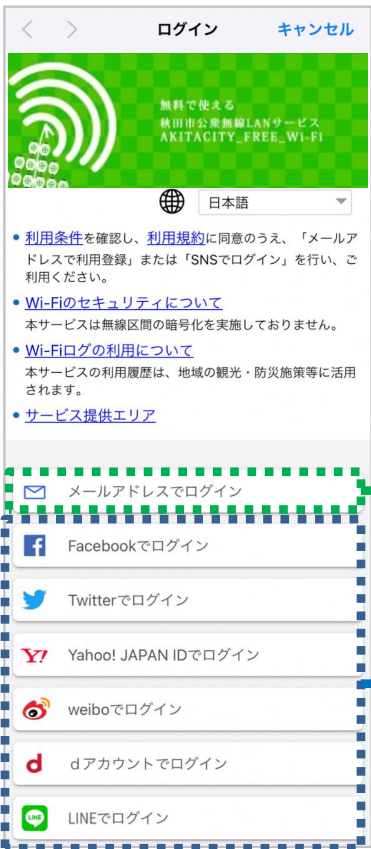 ログイン
キャンセル
無料で使える
秋田市公衆無線LANサービス
AKITACITY_FREE_Wi-Fi
日本語
利用条件を確認し、利用規約に同意のうえ、「メールア
ドレスで利用登録」または「SNSでログイン」を行い、ご
利用ください。
Wi-Fiのセキュリティについて
本サービスは無線区間の暗号化を実施しておりません。
Wi-Fiログの利用について
本サービスの利用履歴は、地域の観光・防災施策等に活用
されます。
サービス提供エリア
メールアドレスでログイン
Facebookでログイン
Twitterでログイン
Y! Yahoo! JAPAN IDでログイン
weiboでログイン
d dアカウントでログイン
LINE LINEでログイン